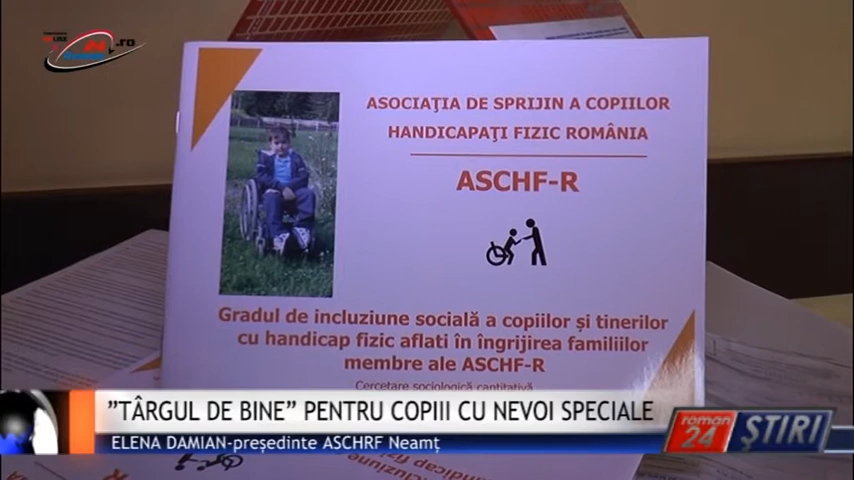 24.ro
ASOCIAŢIA DE SPRIJIN A COPIILOR
HANDICAPAŢI FIZIC ROMÂNIA
ASCHF-R
Gradul de incluziune socială a copiilor și tinerilor
cu handicap fizic aflati în îngrijirea familiilor
membre ale ASCHF-R
Cercetare sociologică cantitativă
”TÂRGUL DE BINE” PENTRU COPIII CU NEVOI SPECIALE
ELENA DAMIAN-președinte ASCHRF Neamț
roman
24
ȘTIRI